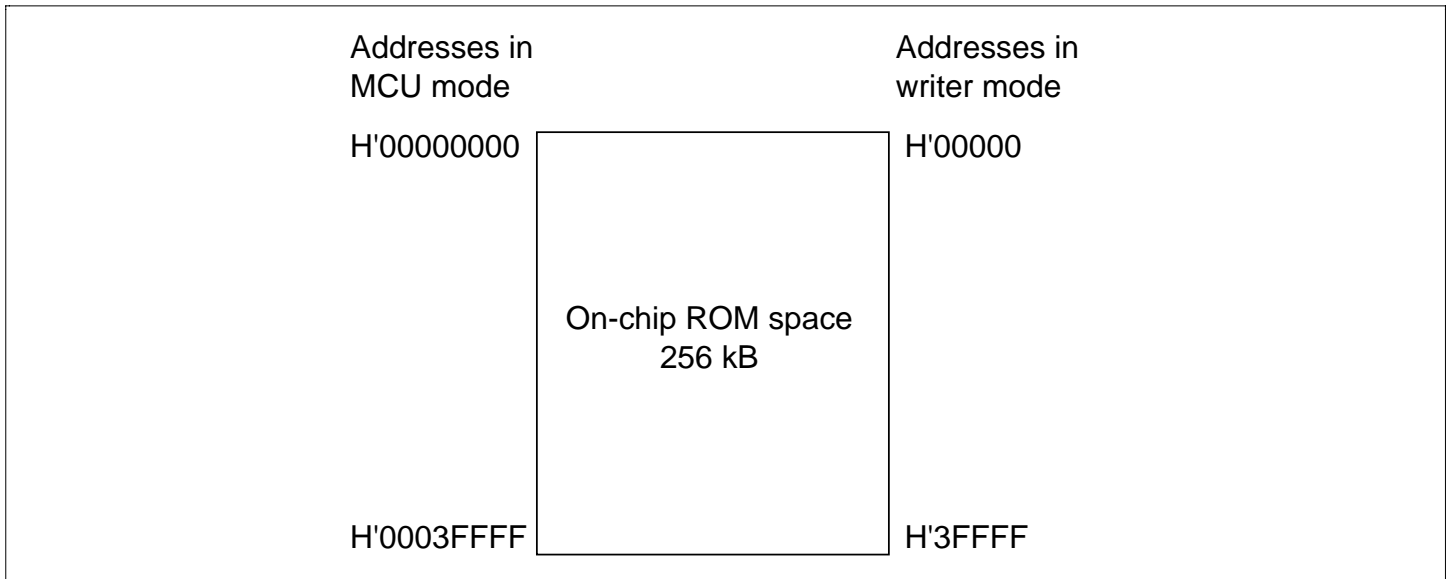 Addresses in
MCU mode
Addresses in
writer mode
H'00000000
H'00000
On-chip ROM space
256 kB
H'0003FFFF
H'3FFFF